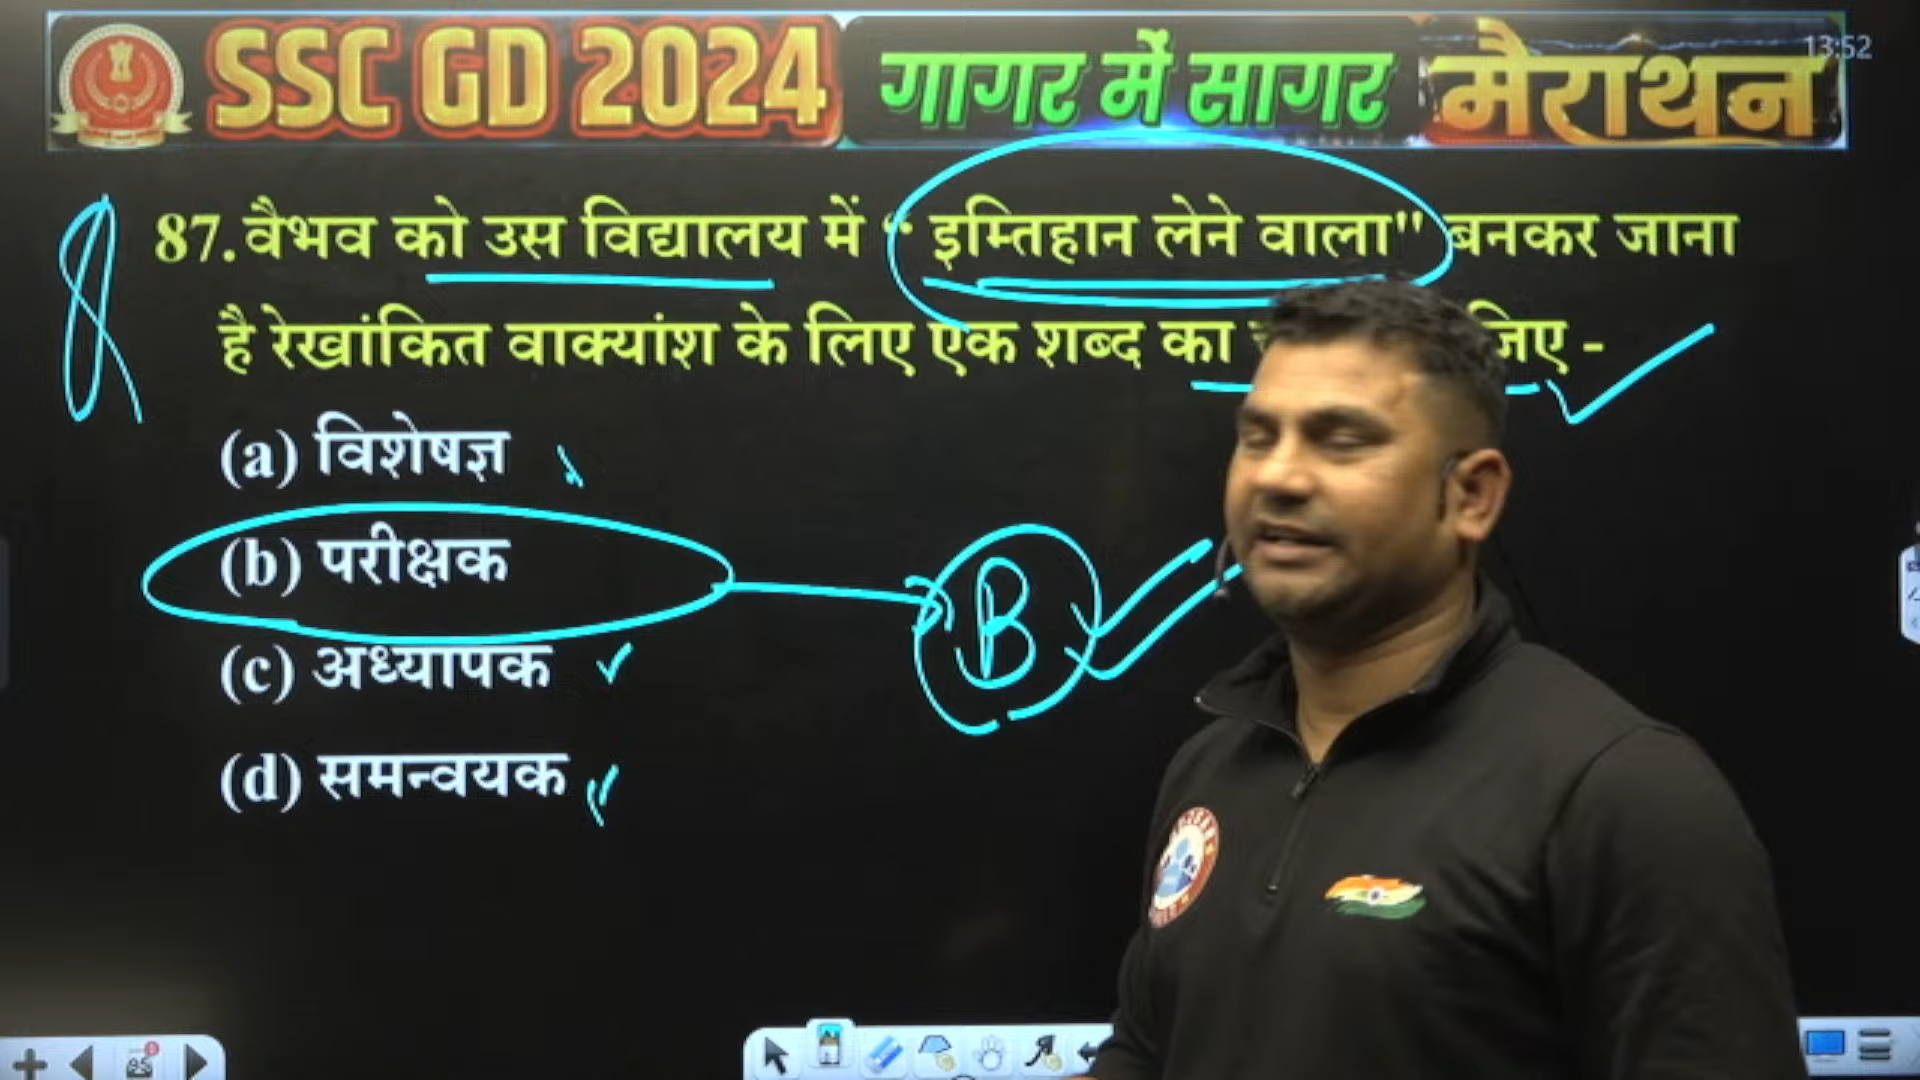 SSC GD 2024 गागर में सागर मैराथन
13:52
87. वैभव को उस विद्यालय में “ इम्तिहान लेने वाला" बनकर जाना
है रेखांकित वाक्यांश के लिए एक शब्द का
(a) विशेषज्ञ
(b) परीक्षक
B
(c) अध्यापक
(d) समन्वयक